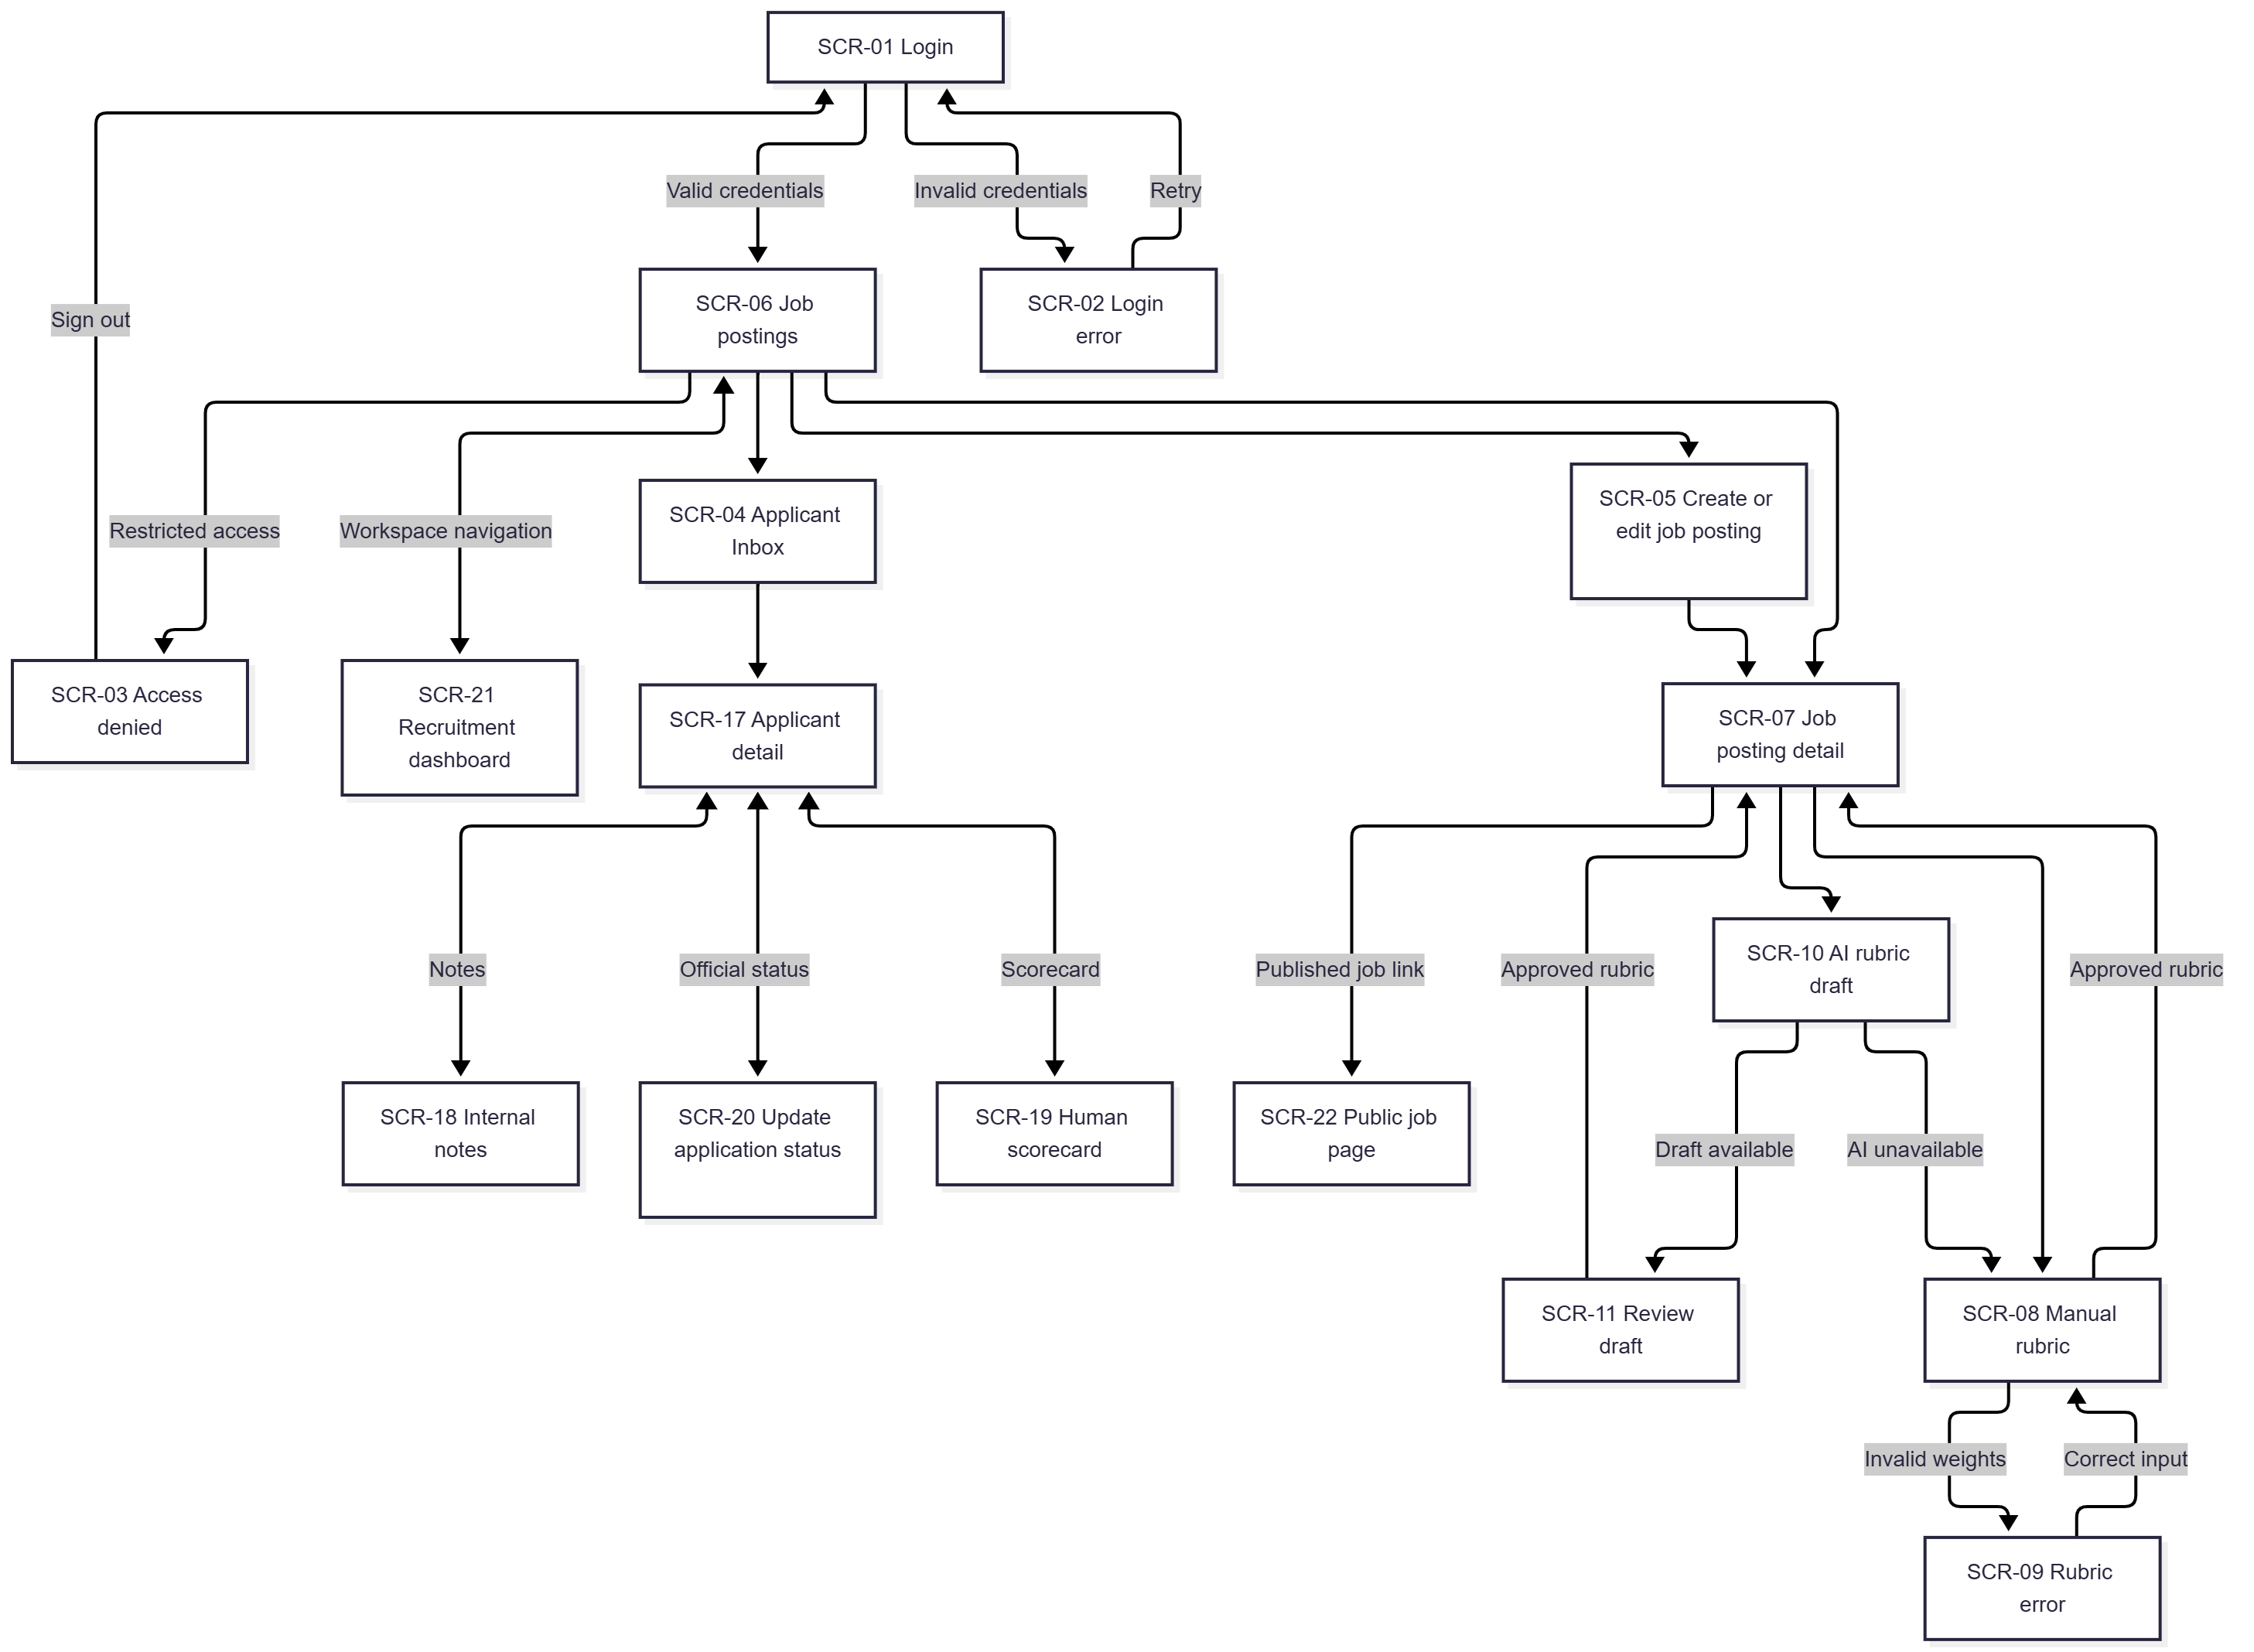 SCR-01 Login
Valid credentials
Invalid credentials
Retry
SCR-06 Job
postings
SCR-02 Login
error
Sign out
SCR-04 Applicant
Inbox
SCR-05 Create or
edit job posting
Restricted access
Workspace navigation
SCR-03 Access
denied
SCR-21
Recruitment
dashboard
SCR-17 Applicant
detail
SCR-07 Job
posting detail
Notes
Official status
Scorecard
Published job link
Approved rubric
SCR-10 AI rubric
draft
Approved rubric
SCR-18 Internal
notes
SCR-20 Update
application status
SCR-19 Human
scorecard
SCR-22 Public job
page
Draft available
AI unavailable
SCR-11 Review
draft
SCR-08 Manual
rubric
Invalid weights
Correct input
SCR-09 Rubric
error